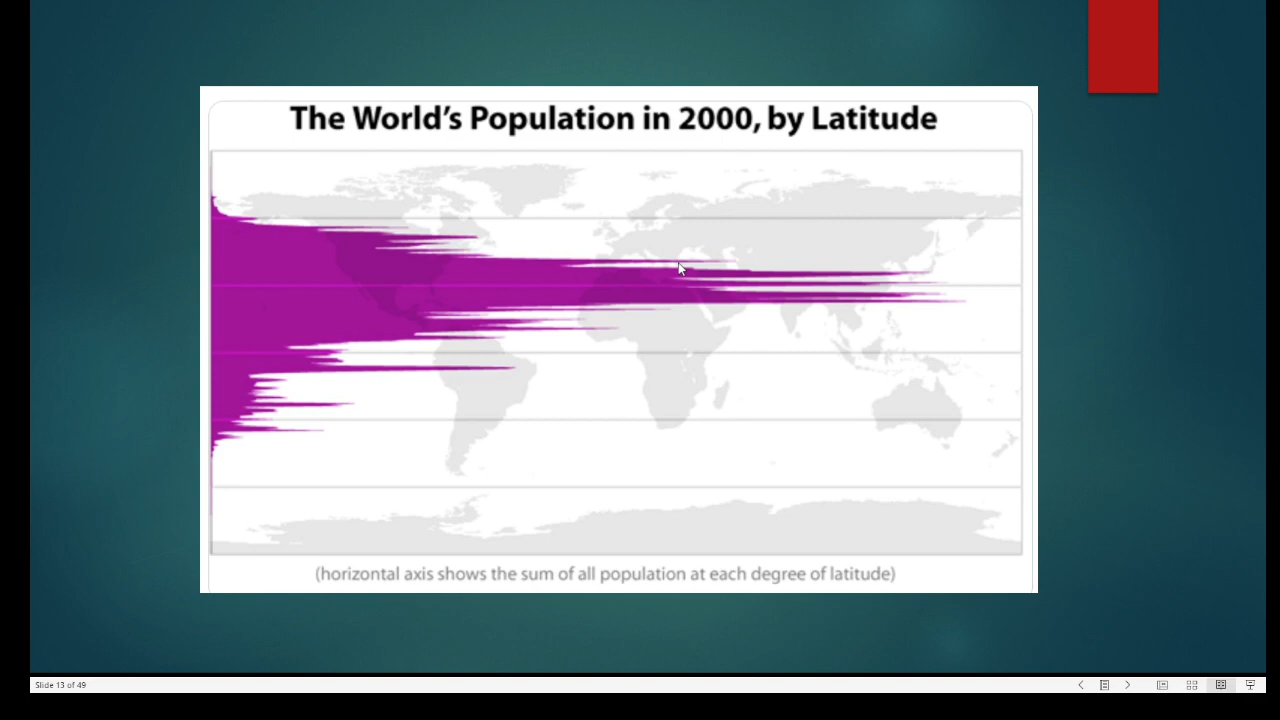 The World's Population in 2000, by Latitude
(horizontal axis shows the sum of all population at each degree of latitude)
Slide 13 of 49